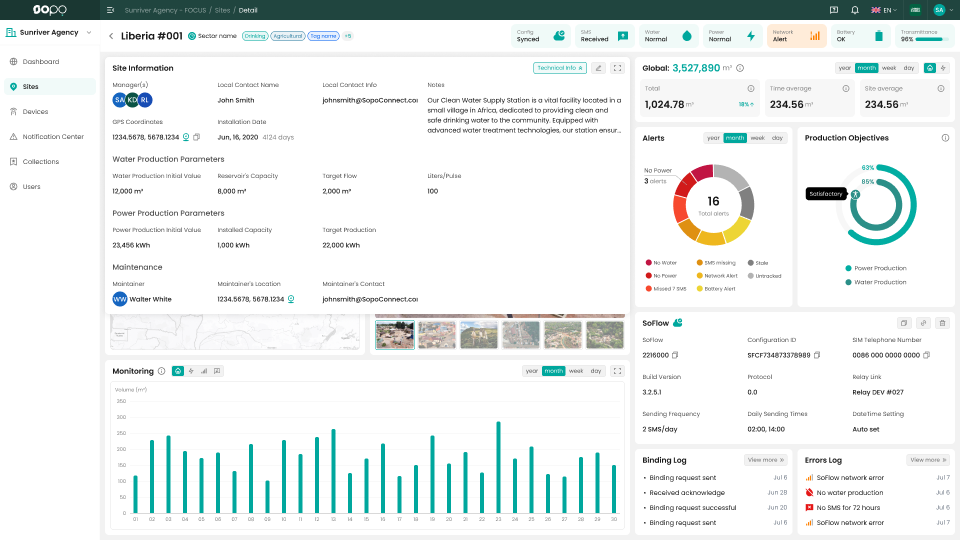 sopo
Sunriver Agency - FOCUS / Sites / Detail
EN
SA
Sunriver Agency
Dashboard
Sites
Devices
Notification Center
Collections
Users
Liberia #001
Sector name
Drinking
Agricultural
Tag name
+5
Config
Synced
SMS
Received
Water
Normal
Power
Normal
Network
Alert
Battery
OK
Transmittance
96%
Site Information
Technical info
Manager(s)
SA KD RL
Local Contact Name
John Smith
Local Contact Info
johnsmith@SopoConnect.co
Notes
Our Clean Water Supply Station is a vital facility located in a
small village in Africa, dedicated to providing clean and
safe drinking water to the community. Equipped with
advanced water treatment technologies, our station ensur...
GPS Coordinates
1234.5678, 5678.1234
Installation Date
Jun, 16, 2020 4124 days
Water Production Parameters
Water Production Initial Value
12,000 m³
Reservoir's Capacity
8,000 m³
Target Flow
2,000 m³
Liters/Pulse
100
Power Production Parameters
Power Production Initial Value
23,456 kWh
Installed Capacity
1,000 kWh
Target Production
22,000 kWh
Maintenance
Maintainer
WW Walter White
Maintainer's Location
1234.5678, 5678.1234
Maintainer's Contact
johnsmith@SopoConnect.co
Monitoring
year month week day
Volume (m³)
350
300
350
200
150
100
50
0
01 02 03 04 05 06 07 08 09 10 11 12 13 14 15 16 17 18 19 20 21 22 23 24 25 26 27 28 29 30
Global: 3,527,890 m³
year month week day
Total
1,024.78 m³
18%
Time average
234.56 m³
Site average
234.56 m³
Alerts
year month week day
No Power
3 alerts
16
Total alerts
No Water
SMS missing
Stale
No Power
Network Alert
Untracked
Missed 7 SMS
Battery Alert
Production Objectives
63%
85%
Satisfactory
Power Production
Water Production
SoFlow
SoFlow
2216000
Configuration ID
SFCF734873378989
SIM Telephone Number
0086 000 0000 0000
Build Version
3.2.5.1
Protocol
0.0
Relay Link
Relay DEV #027
Sending Frequency
2 SMS/day
Daily Sending Times
02:00, 14:00
DateTime Setting
Auto set
Binding Log
View more
Binding request sent Jul 6
Received acknowledge Jun 28
Binding request successful Jun 20
Binding request sent Jul 6
Errors Log
View more
SoFlow network error Jul 7
No water production Jul 6
No SMS for 72 hours Jul 6
SoFlow network error Jul 7